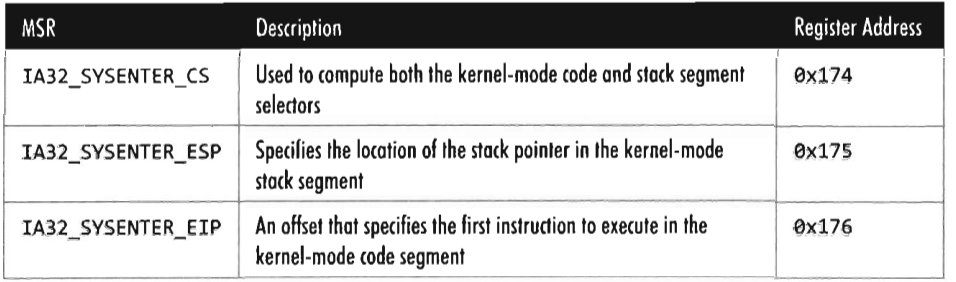 MSR Description Register Address
IA32_SYSENTER_CS Used to compute both the kernel-mode code and stack segment 0x174
selectors
IA32_SYSENTER_ESP Specifies the location of the stack pointer in the kernel-mode 0x175
stack segment
IA32_SYSENTER_EIP An offset that specifies the first instruction to execute in the 0x176
kernel-mode code segment